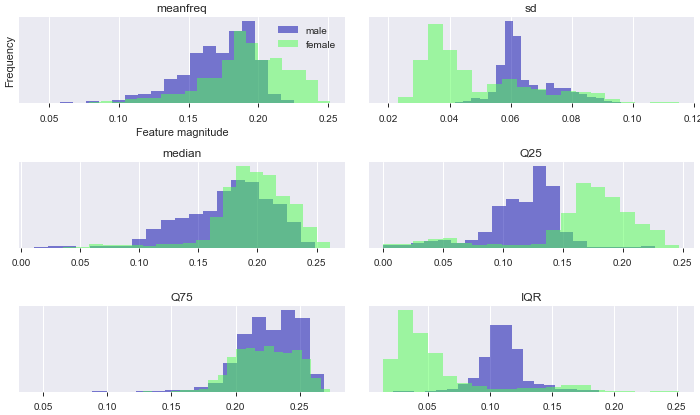 meanfreq
sd
Frequency
male
female
0.05 0.10 0.15 0.20 0.25
0.02 0.04 0.06 0.08 0.10 0.12
Feature magnitude
median
Q25
0.00 0.05 0.10 0.15 0.20 0.25
0.00 0.05 0.10 0.15 0.20 0.25
Q75
IQR
0.05 0.10 0.15 0.20 0.25
0.05 0.10 0.15 0.20 0.25